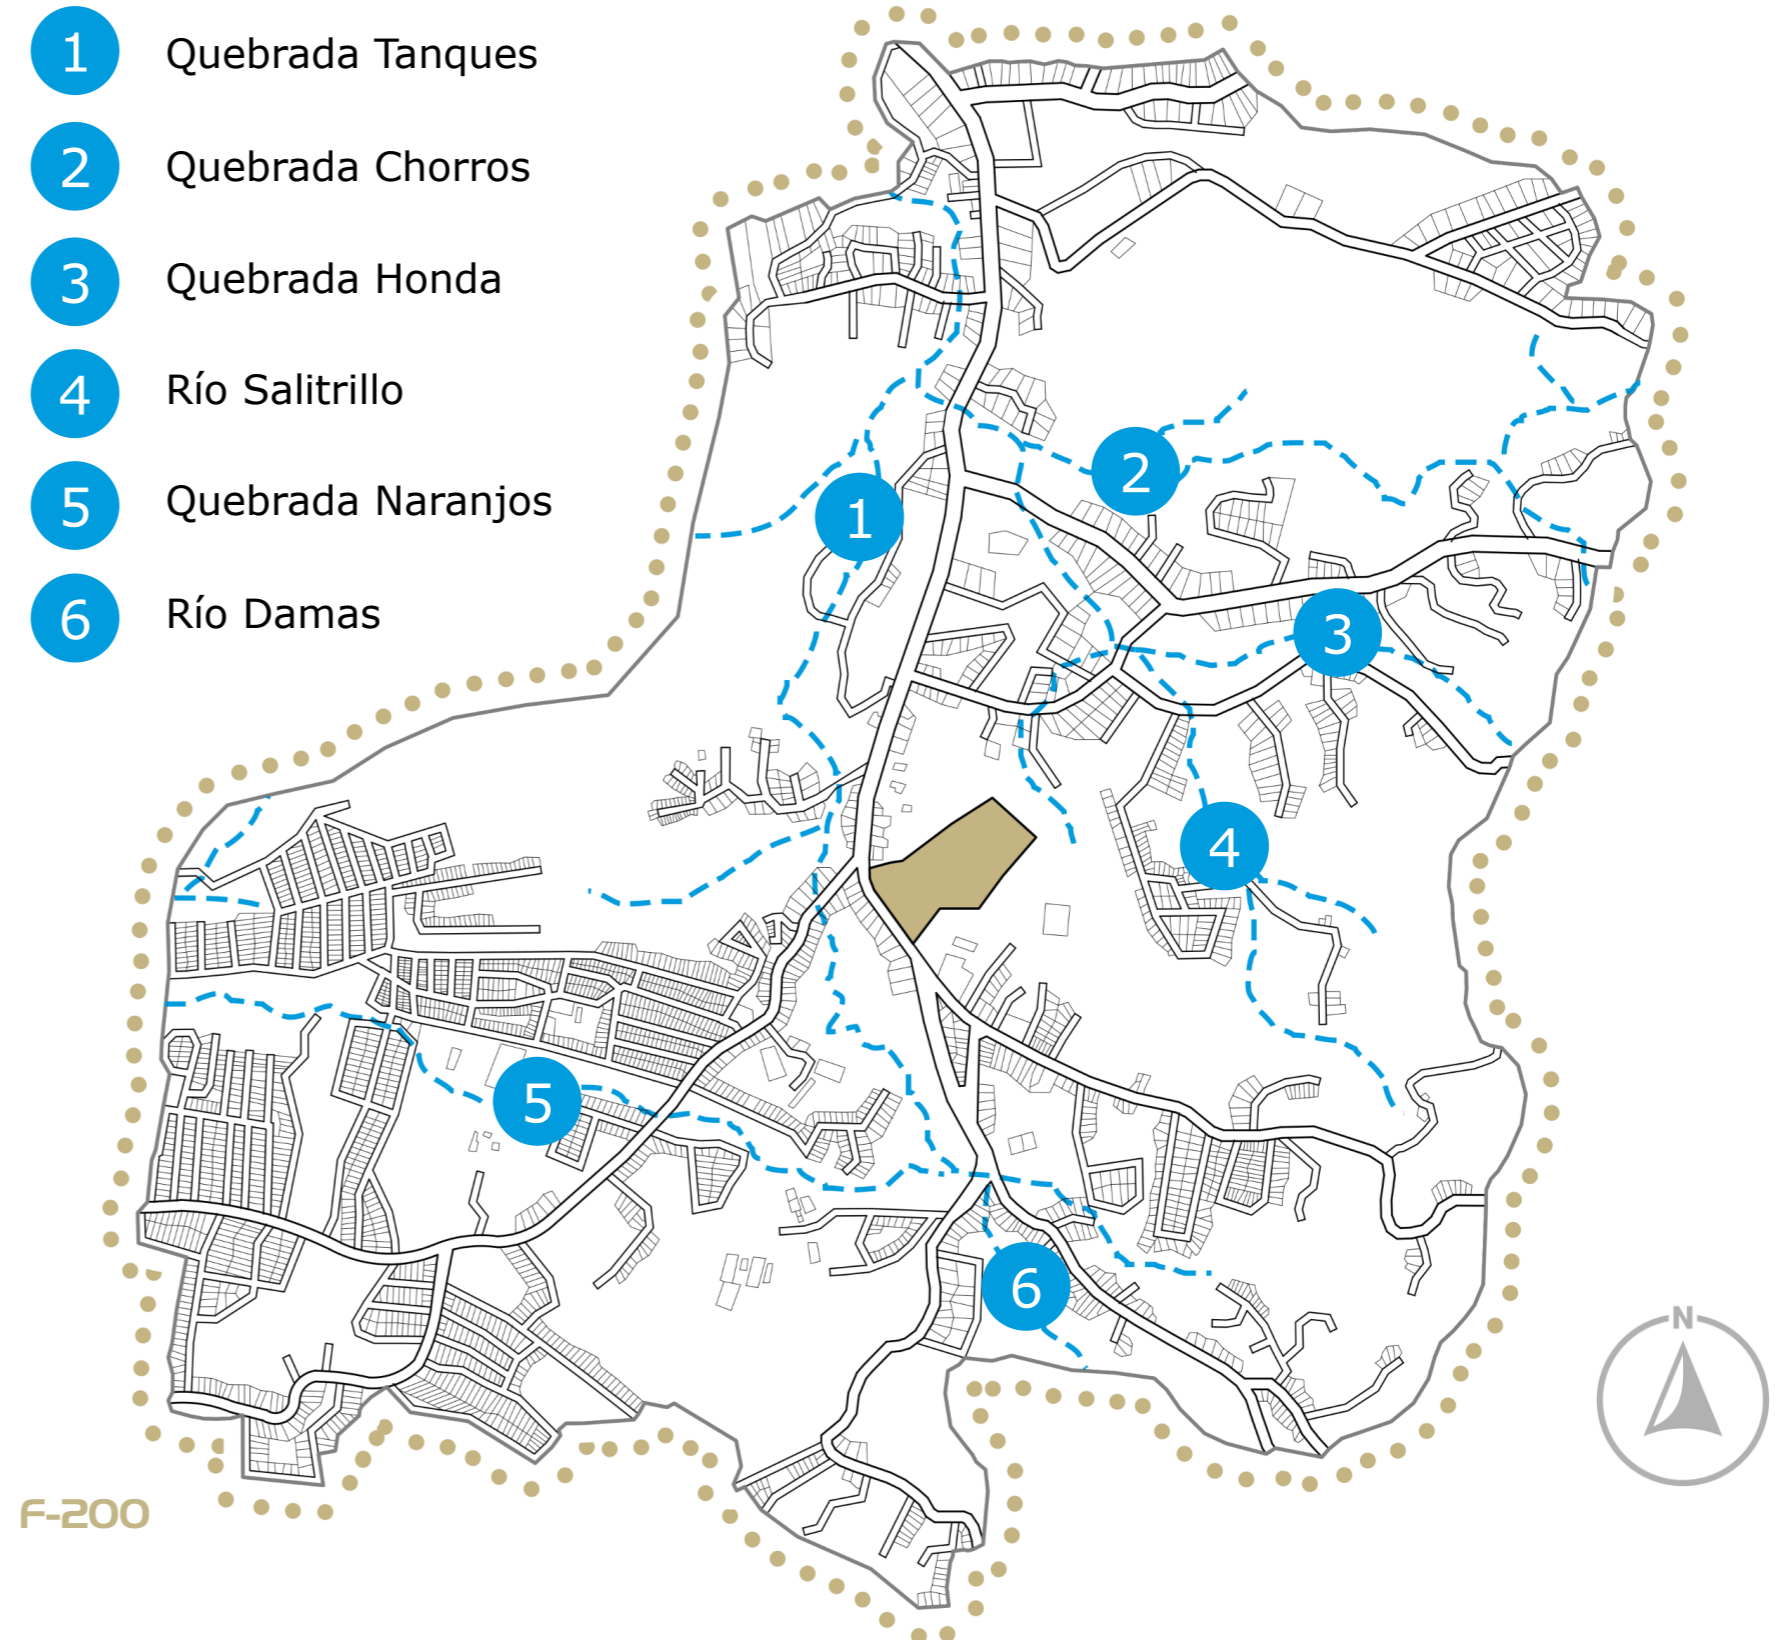 1 Quebrada Tanques
2 Quebrada Chorros
3 Quebrada Honda
4 Río Salitrillo
5 Quebrada Naranjos
6 Río Damas
2
1
3
4
5
6
N
F-200